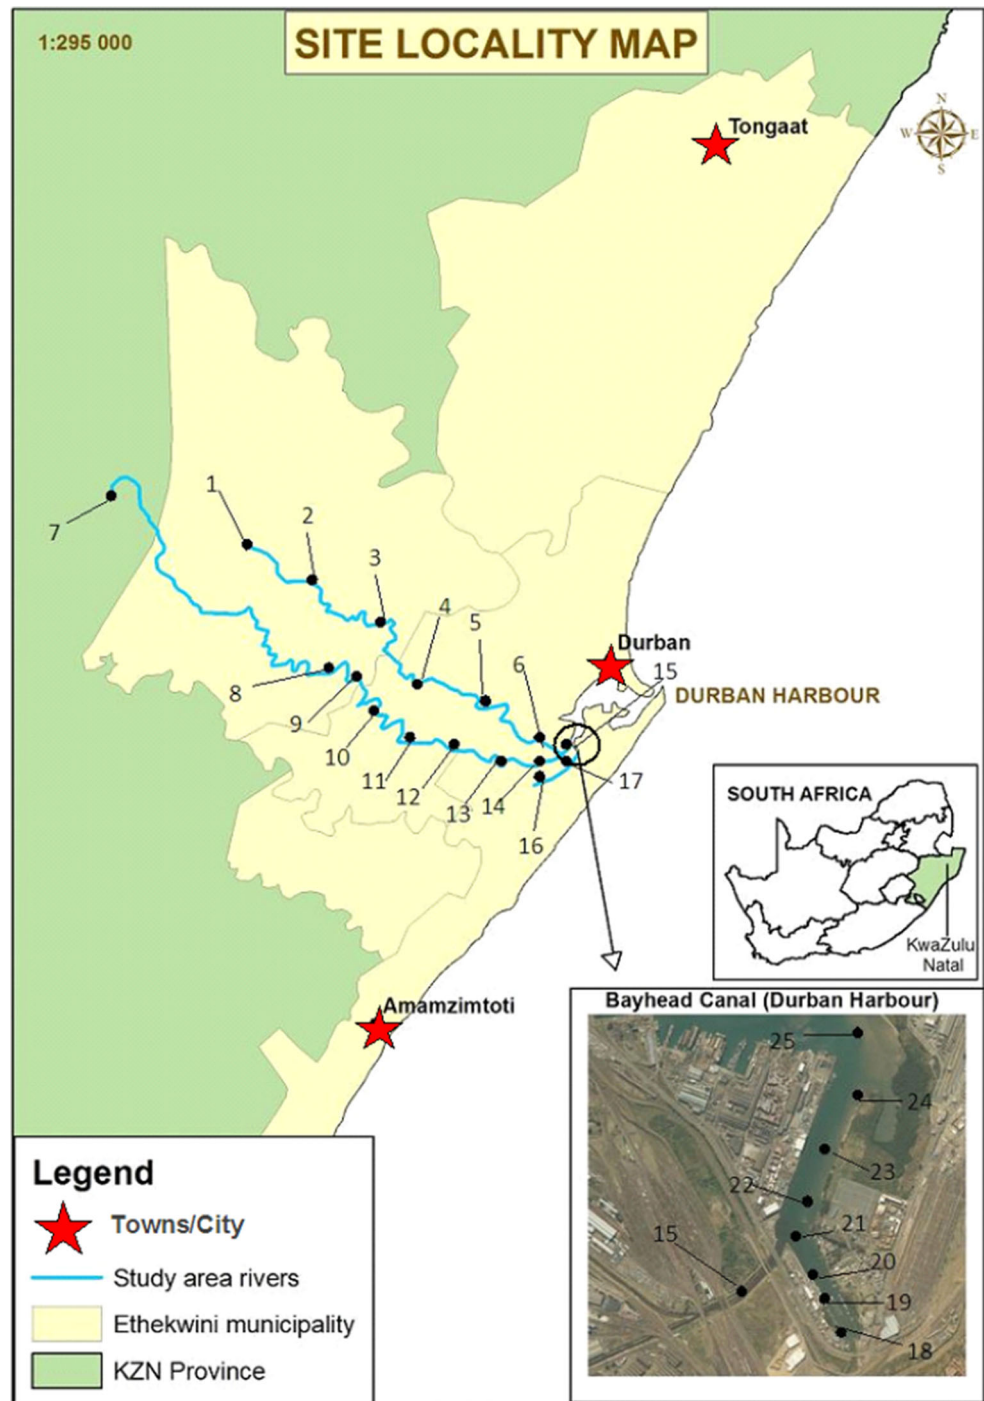 1:295 000
SITE LOCALITY MAP
N
W
E
S
Tongaat
1
2
7
3
4
5
6
Durban
15
DURBAN HARBOUR
8
9
10
11
12
13
14
16
17
SOUTH AFRICA
KwaZulu
Natal
Amamzimtoti
Bayhead Canal (Durban Harbour)
25
24
23
22
21
15
20
19
18
Legend
Towns/City
Study area rivers
Ethekwini municipality
KZN Province